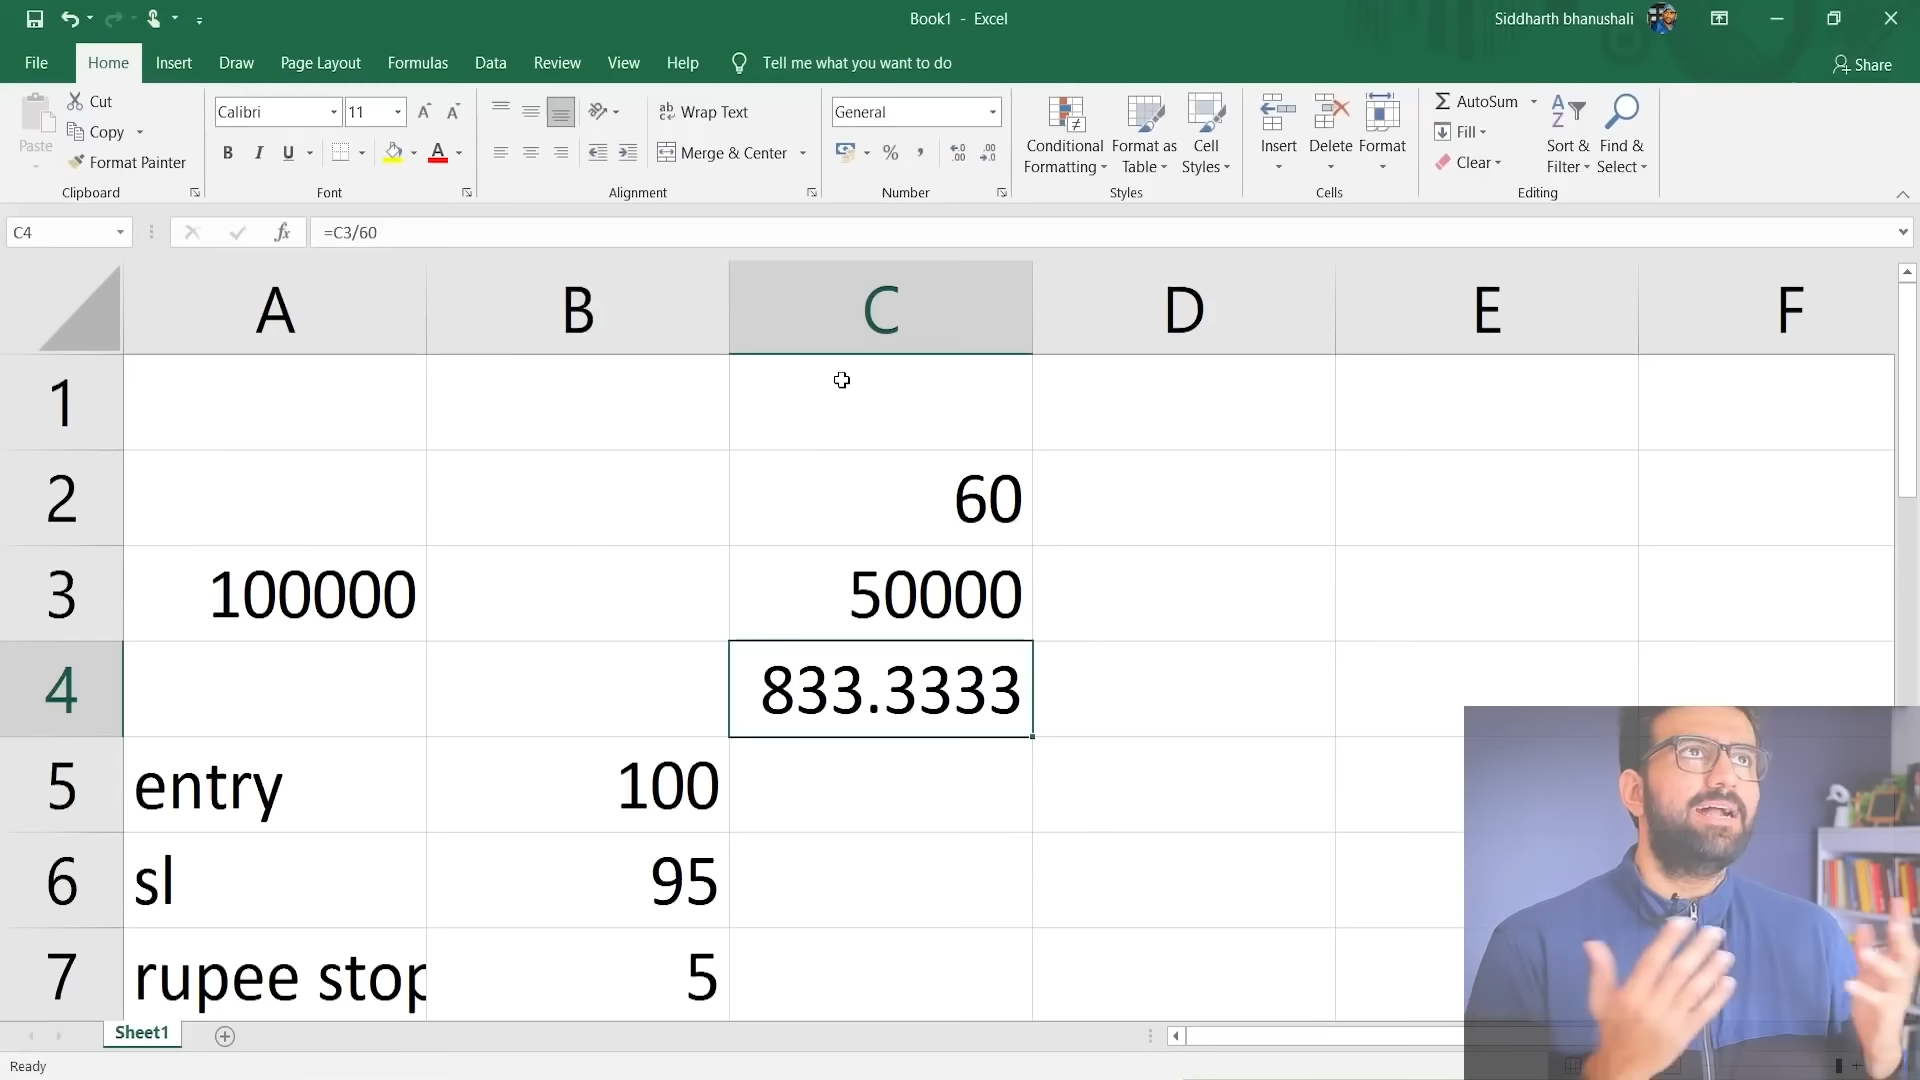 Book1 - Excel
Siddharth bhanushali
File Home Insert Draw Page Layout Formulas Data Review View Help Tell me what you want to do Share
Paste
Cut
Copy
Format Painter
Clipboard
Calibri 11
B I U A
Font
Wrap Text
Merge & Center
Alignment
General
% ,
Number
Conditional Formatting
Format as Table
Cell Styles
Styles
Insert Delete Format
Cells
AutoSum
Fill
Clear
Sort & Filter
Find & Select
Editing
C4 fx =C3/60
A B C D E F
1
2 60
3 100000 50000
4 833.3333
5 entry 100
6 sl 95
7 rupee stop 5
Sheet1
Ready